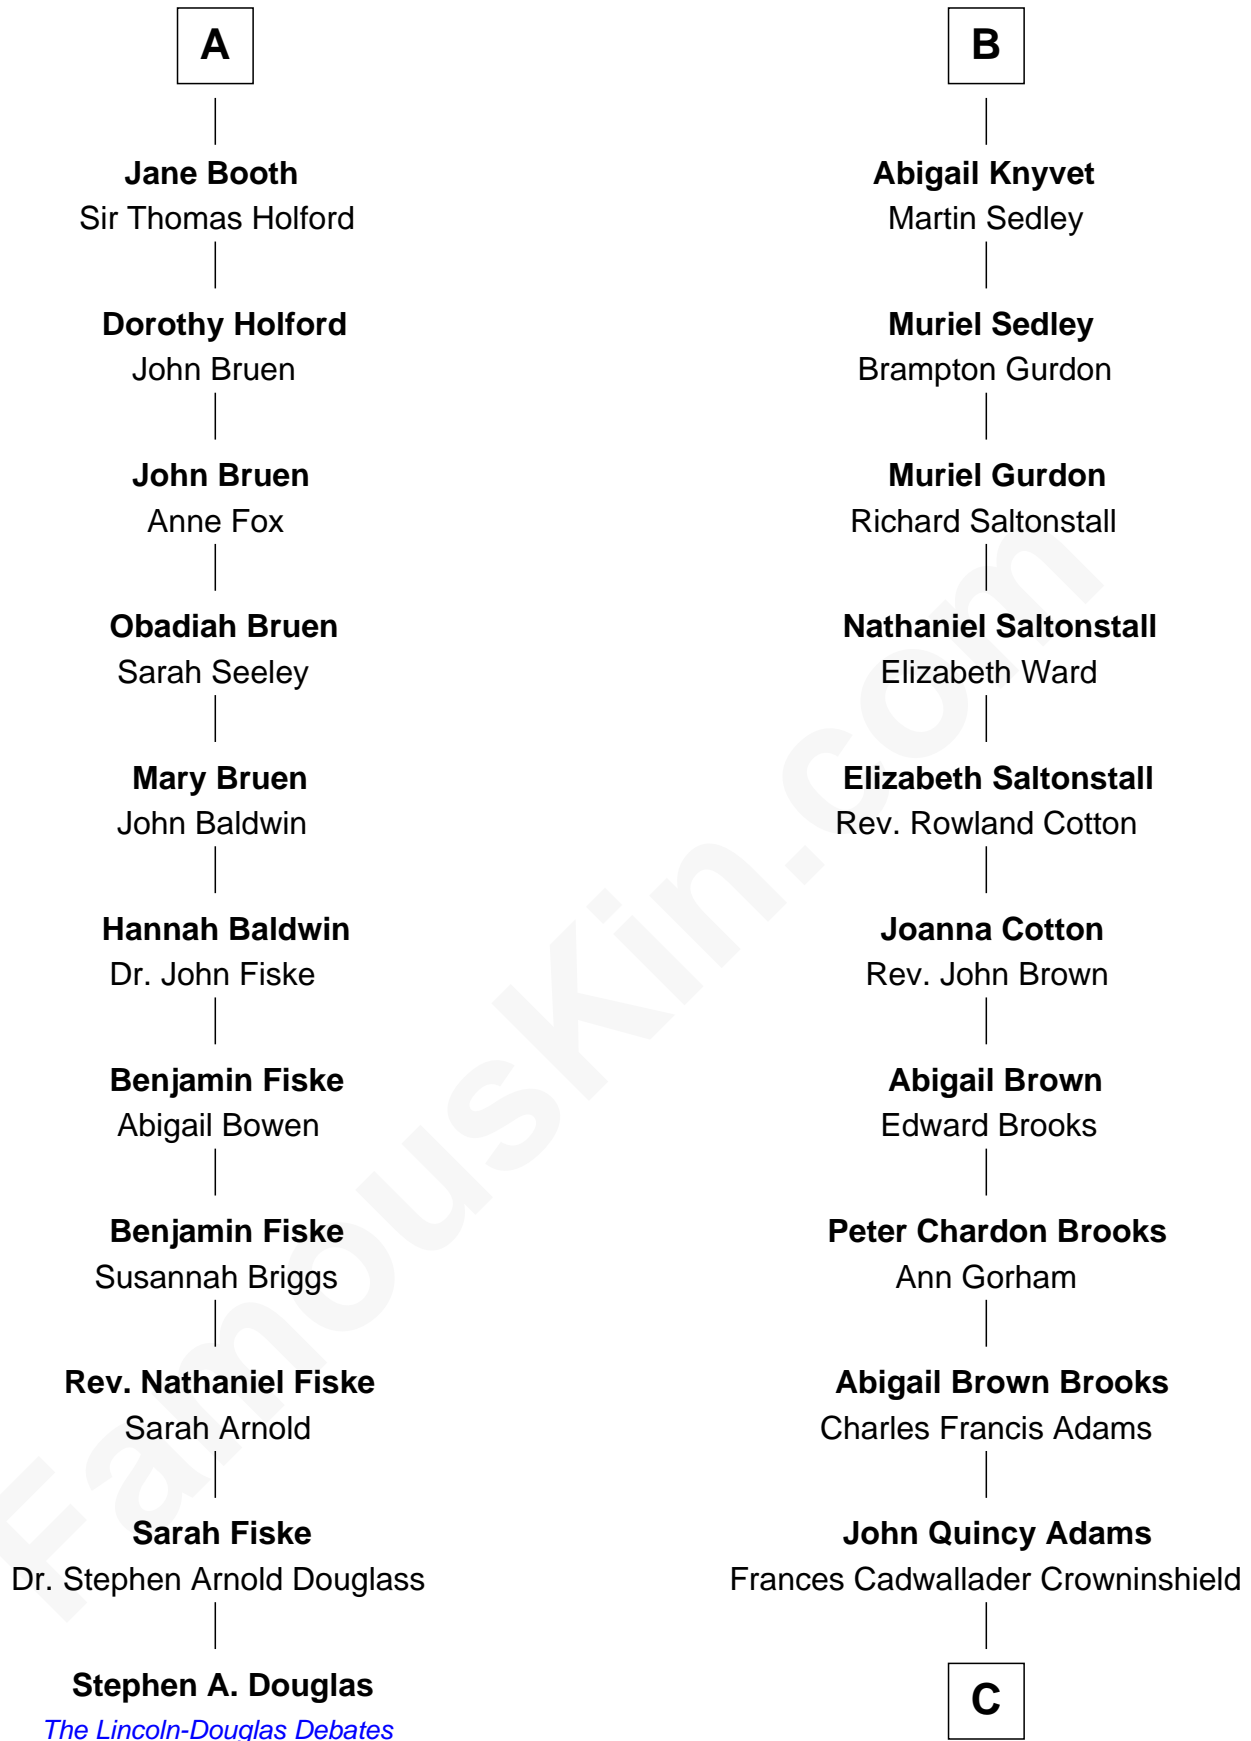 A
Jane Booth
Sir Thomas Holford
Dorothy Holford
John Bruen
John Bruen
Anne Fox
Obadiah Bruen
Sarah Seeley
Mary Bruen
John Baldwin
Hannah Baldwin
Dr. John Fiske
Benjamin Fiske
Abigail Bowen
Benjamin Fiske
Susannah Briggs
Rev. Nathaniel Fiske
Sarah Arnold
Sarah Fiske
Dr. Stephen Arnold Douglass
Stephen A. Douglas
The Lincoln-Douglas Debates
B
Abigail Knyvet
Martin Sedley
Muriel Sedley
Brampton Gurdon
Muriel Gurdon
Richard Saltonstall
Nathaniel Saltonstall
Elizabeth Ward
Elizabeth Saltonstall
Rev. Rowland Cotton
Joanna Cotton
Rev. John Brown
Abigail Brown
Edward Brooks
Peter Chardon Brooks
Ann Gorham
Abigail Brown Brooks
Charles Francis Adams
John Quincy Adams
Frances Cadwallader Crowninshield
C
FamousKin.com